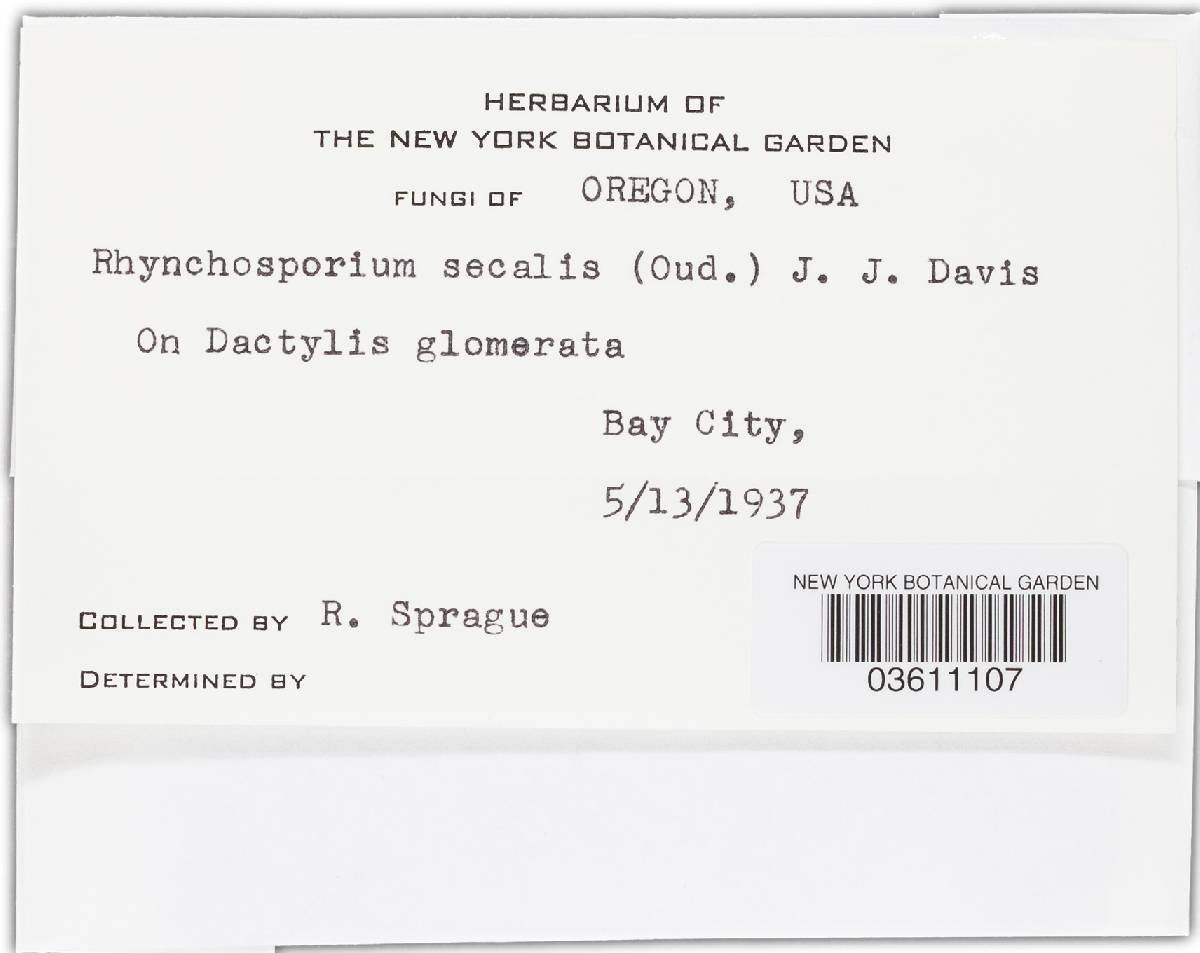 HERBARIUM OF
THE NEW YORK BOTANICAL GARDEN
FUNGI OF OREGON, USA
Rhynchosporium secalis (Oud.) J. J. Davis
On Dactylis glomerata
Bay City,
5/13/1937
COLLECTED BY R. Sprague
DETERMINED BY
NEW YORK BOTANICAL GARDEN
03611107